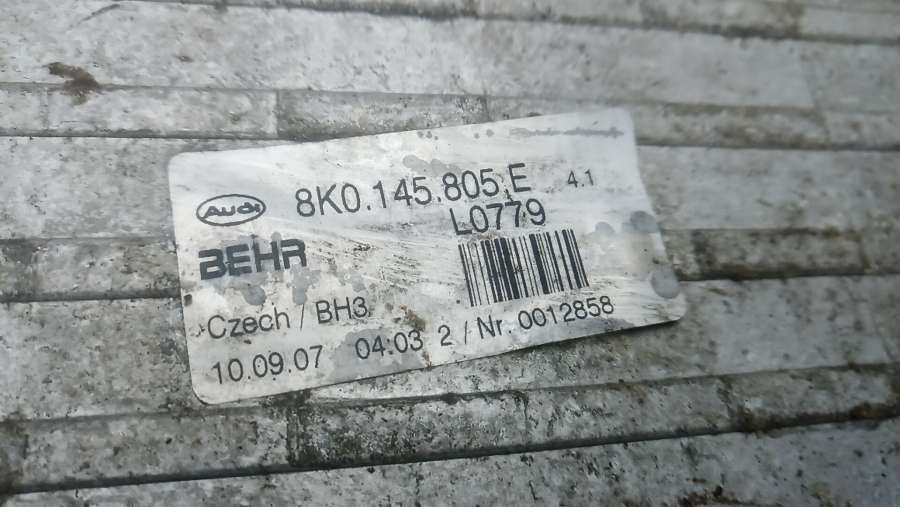 Audi 8K0.145.805.E 4.1
L0779
BEHR
Czech / BH3
10.09.07 04:03 2 / Nr. 0012858